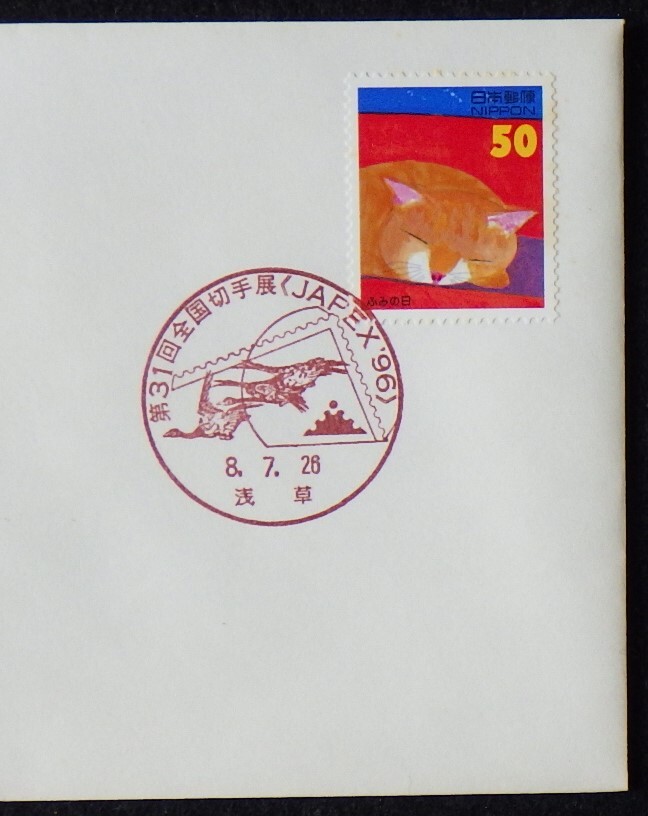 日本郵便
NIPPON
50
ふみの日
第31回全国切手展〈JAPEX'96〉
8. 7. 26
浅草